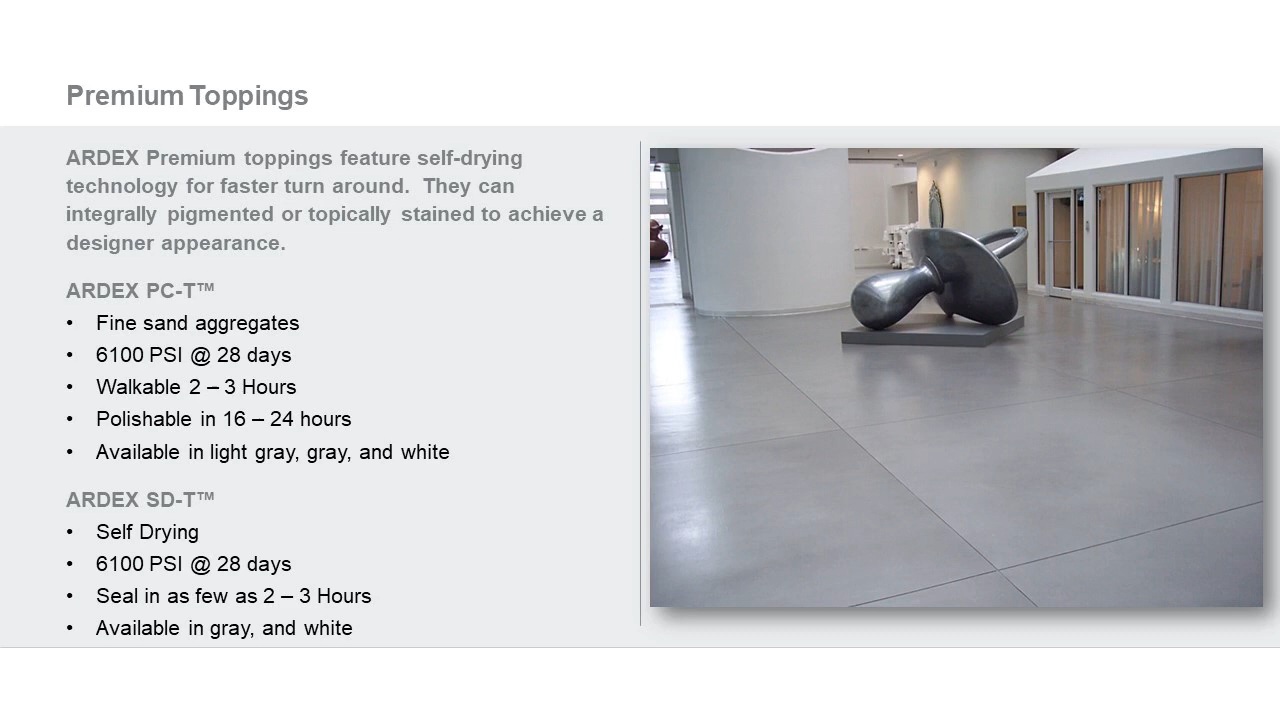 Premium Toppings
ARDEX Premium toppings feature self-drying
technology for faster turn around.  They can
integrally pigmented or topically stained to achieve a
designer appearance.
ARDEX PC-T™
• Fine sand aggregates
• 6100 PSI @ 28 days
• Walkable 2 – 3 Hours
• Polishable in 16 – 24 hours
• Available in light gray, gray, and white
ARDEX SD-T™
• Self Drying
• 6100 PSI @ 28 days
• Seal in as few as 2 – 3 Hours
• Available in gray, and white